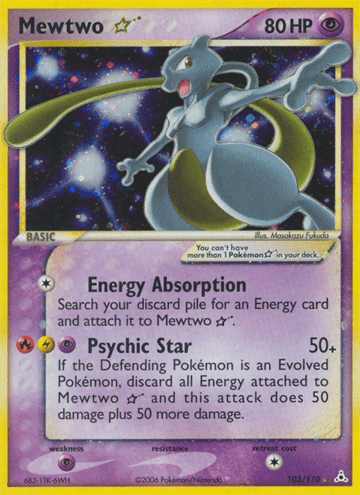 Mewtwo ☆ 80 HP
BASIC
Illus. Masakazu Fukuda
You can't have
more than 1 Pokémon☆ in your deck.
Energy Absorption
Search your discard pile for an Energy card
and attach it to Mewtwo ☆.
Psychic Star 50+
If the Defending Pokémon is an Evolved
Pokémon, discard all Energy attached to
Mewtwo ☆ and this attack does 50
damage plus 50 more damage.
weakness resistance retreat cost
683-1TK-6WH ©2006 Pokémon/Nintendo 103/110